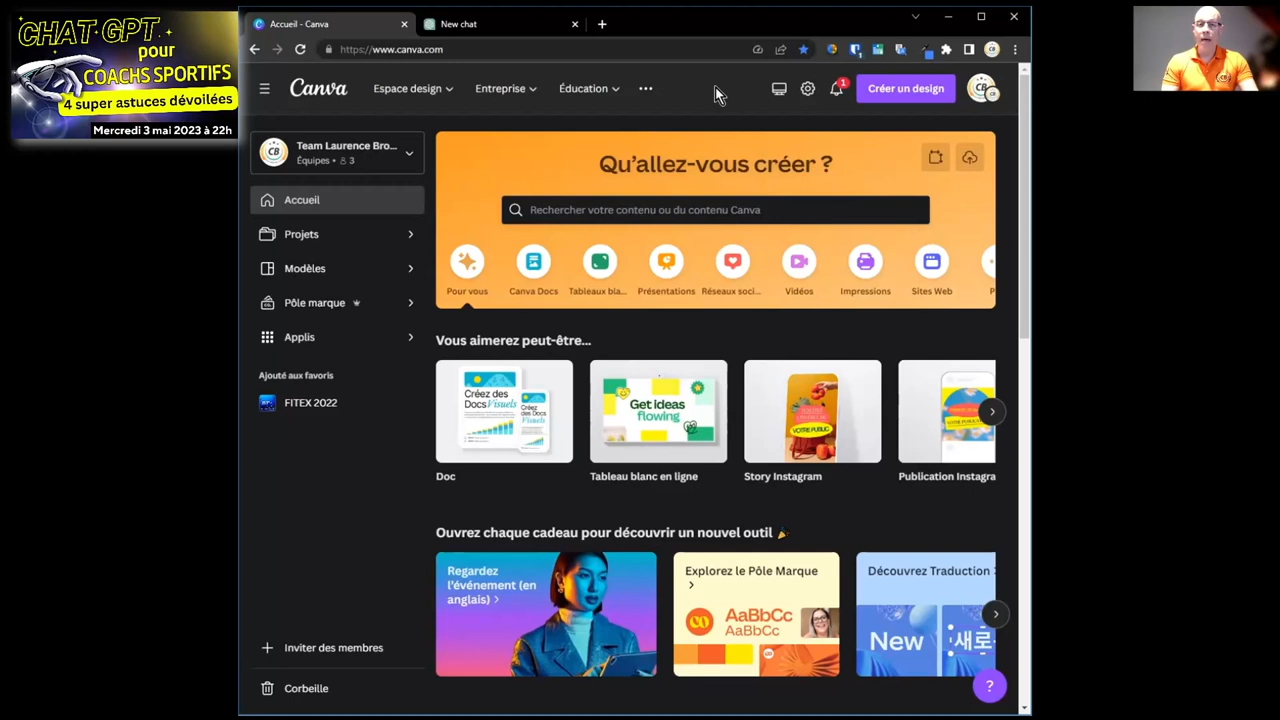 CHAT GPT
pour
COACHS SPORTIFS
4 super astuces dévoilées
Mercredi 3 mai 2023 à 22h
Accueil - Canva
New chat
https://www.canva.com
Canva
Espace design
Entreprise
Éducation
1
Créer un design
CB
Team Laurence Bro...
Équipes • 3
Accueil
Projets
Modèles
Pôle marque
Applis
Ajouté aux favoris
FITEX 2022
Inviter des membres
Corbeille
Qu'allez-vous créer ?
Rechercher votre contenu ou du contenu Canva
Pour vous
Canva Docs
Tableaux bla...
Présentations
Réseaux soci...
Vidéos
Impressions
Sites Web
Vous aimerez peut-être...
Créez des
Docs
Visuels
Get ideas
flowing
VOTRE PUBLIC
Doc
Tableau blanc en ligne
Story Instagram
Publication Instagra
Ouvrez chaque cadeau pour découvrir un nouvel outil
Regardez
l'événement (en
anglais) >
Explorez le Pôle Marque
>
AaBbCc
AaBbCc
Découvrez Traduction
New
새로
?